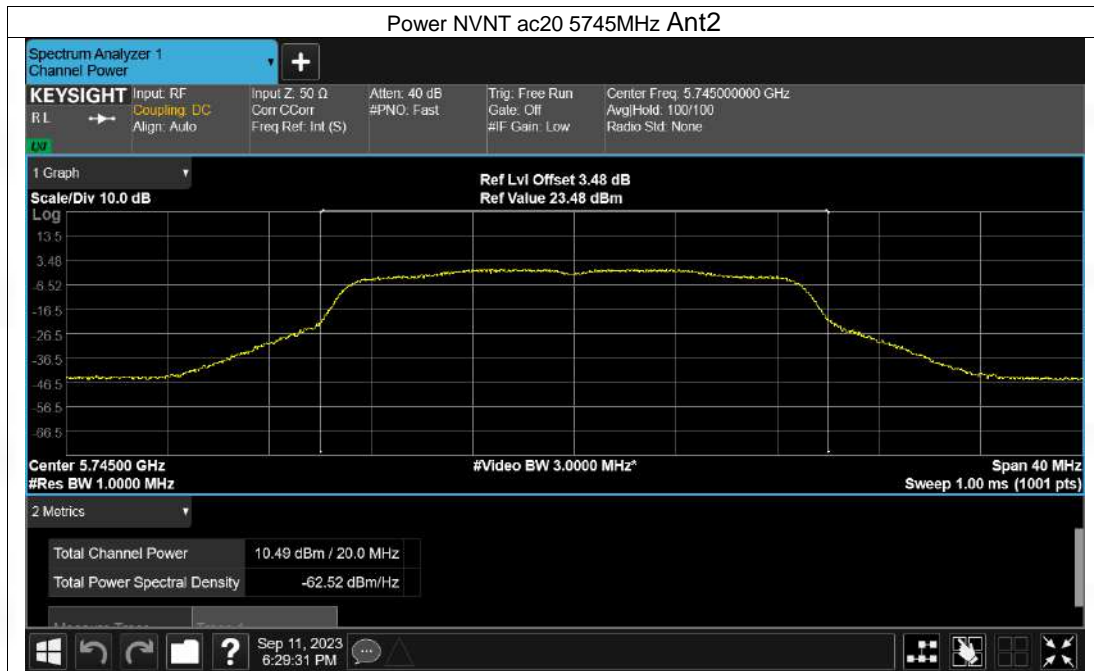 Power NVNT ac20 5745MHz Ant2
Spectrum Analyzer 1
Channel Power
KEYSIGHT
R L
LXI
Input: RF
Coupling: DC
Align: Auto
Input Z: 50 Ω
Corr CCorr
Freq Ref: Int (S)
Atten: 40 dB
#PNO: Fast
Trig: Free Run
Gate: Off
#IF Gain: Low
Center Freq: 5.745000000 GHz
Avg|Hold: 100/100
Radio Std: None
1 Graph
Scale/Div 10.0 dB
Ref Lvl Offset 3.48 dB
Ref Value 23.48 dBm
Log
13.5
3.48
-6.52
-16.5
-26.5
-36.5
-46.5
-56.5
-66.5
Center 5.74500 GHz
#Res BW 1.0000 MHz
#Video BW 3.0000 MHz*
Span 40 MHz
Sweep 1.00 ms (1001 pts)
2 Metrics
Total Channel Power 10.49 dBm / 20.0 MHz
Total Power Spectral Density -62.52 dBm/Hz
?
Sep 11, 2023
6:29:31 PM